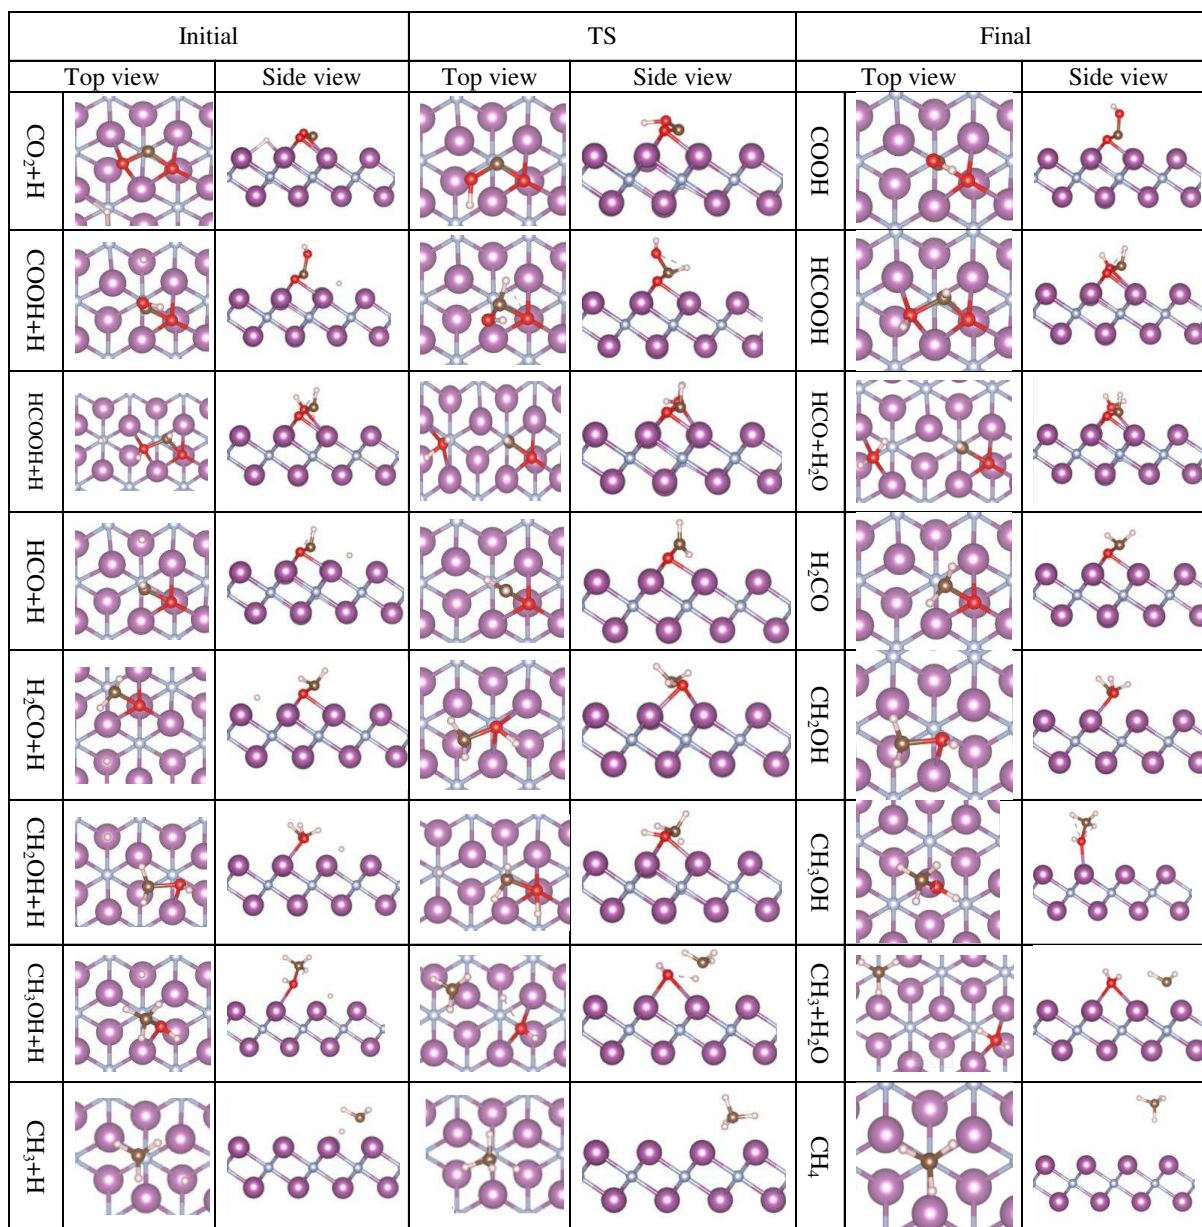 Initial TS Final
Top view Side view Top view Side view Top view Side view
CO₂+H COOH
COOH+H HCOOH
HCOOH+H HCO+H₂O
HCO+H H₂CO
H₂CO+H CH₂OH
CH₂OH+H CH₃OH
CH₃OH+H CH₃+H₂O
CH₃+H CH₄